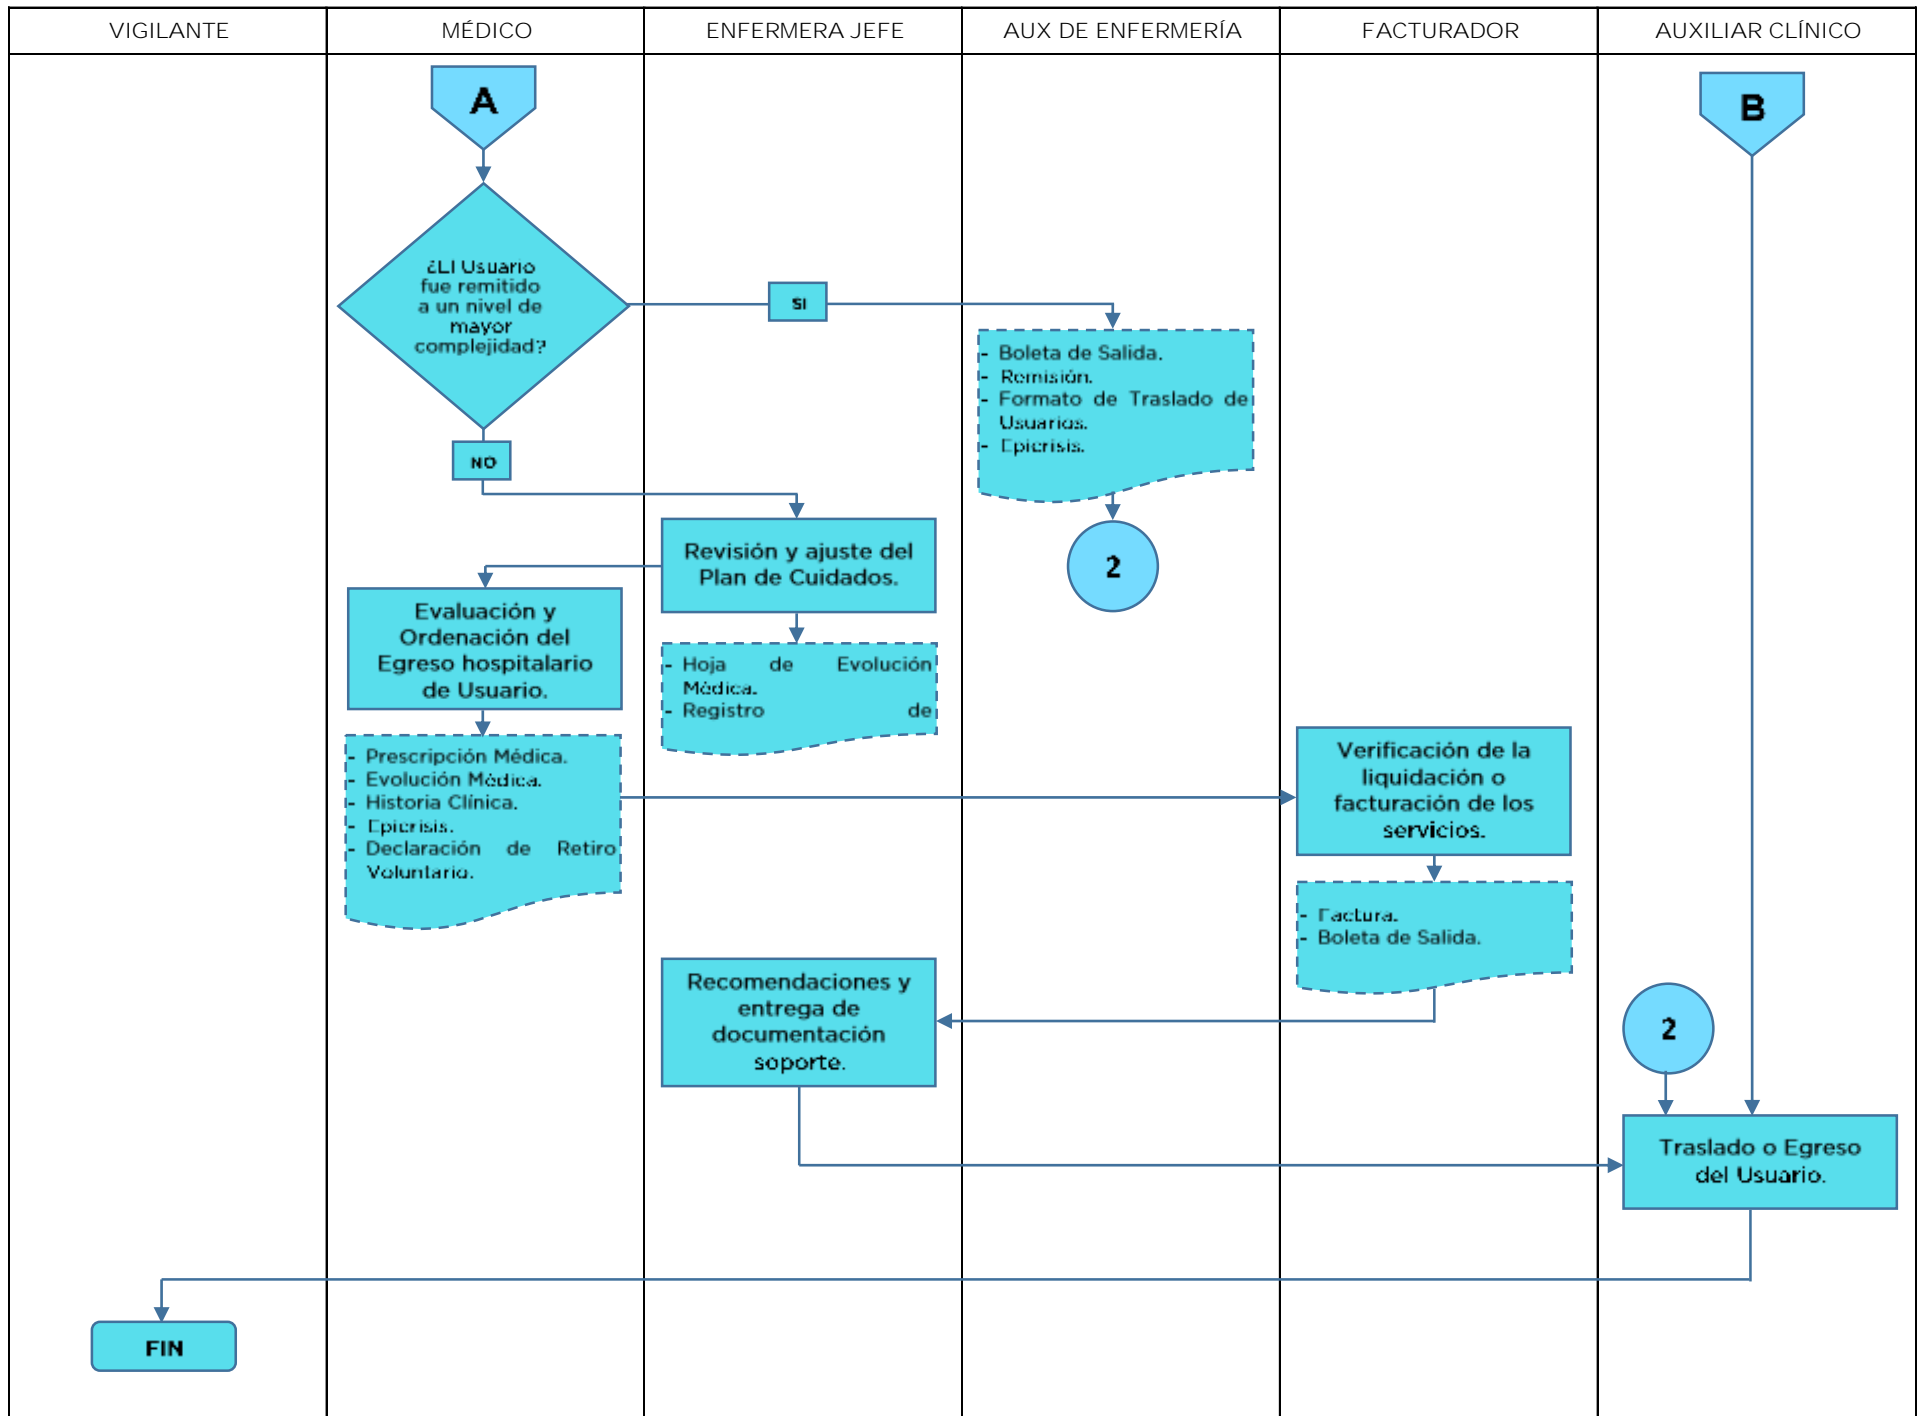 VIGILANTE
MÉDICO
ENFERMERA JEFE
AUX DE ENFERMERÍA
FACTURADOR
AUXILIAR CLÍNICO
A
B
¿El Usuario
fue remitido
a un nivel de
mayor
complejidad?
SI
- Boleta de Salida.
- Remisión.
- Formato de Traslado de
Usuarios.
- Epicrisis.
NO
2
Revisión y ajuste del
Plan de Cuidados.
Evaluación y
Ordenación del
Egreso hospitalario
de Usuario.
- Hoja de Evolución
Médica.
- Registro de
- Prescripción Médica.
- Evolución Médica.
- Historia Clínica.
- Epicrisis.
- Declaración de Retiro
Voluntario.
Verificación de la
liquidación o
facturación de los
servicios.
- Factura.
- Boleta de Salida.
Recomendaciones y
entrega de
documentación
soporte.
2
Traslado o Egreso
del Usuario.
FIN